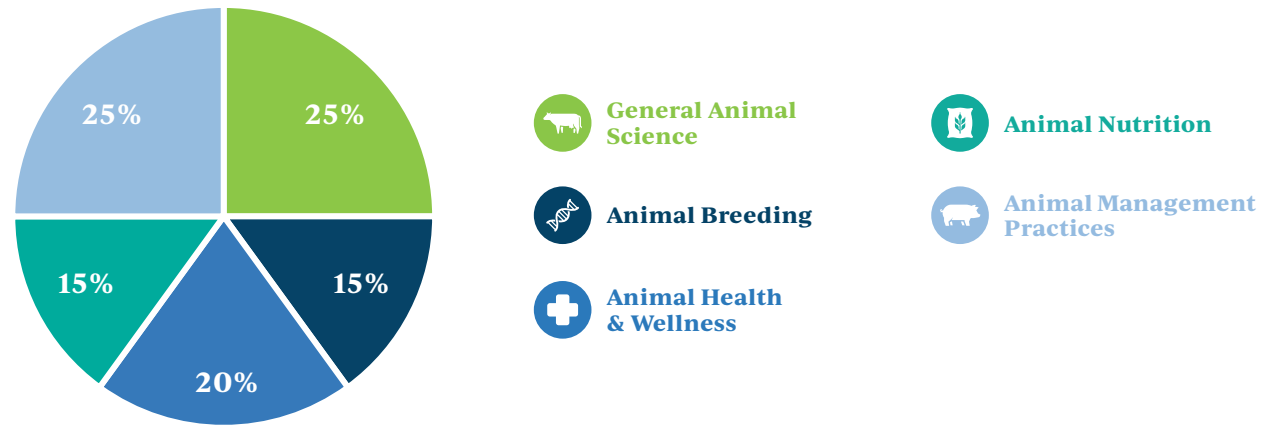 25%
25%
15%
15%
20%
General Animal
Science
Animal Breeding
Animal Health
& Wellness
Animal Nutrition
Animal Management
Practices